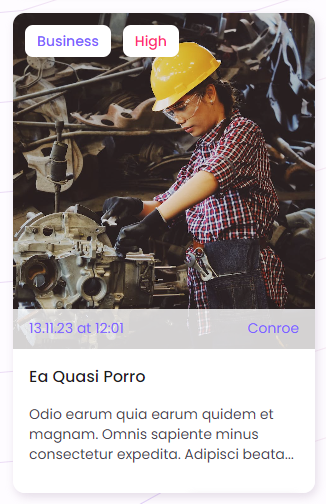 Business High
13.11.23 at 12:01 Conroe
Ea Quasi Porro
Odio earum quia earum quidem et
magnam. Omnis sapiente minus
consectetur expedita. Adipisci beata...